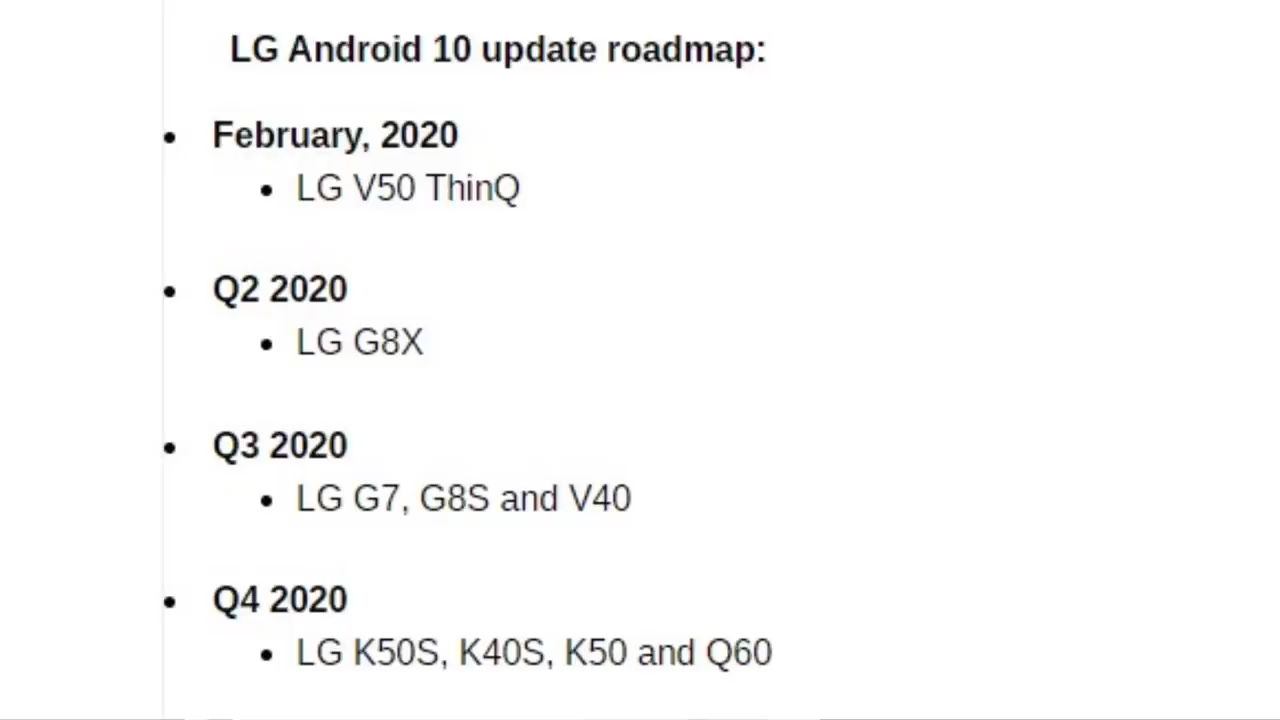 LG Android 10 update roadmap:
February, 2020
LG V50 ThinQ
Q2 2020
LG G8X
Q3 2020
LG G7, G8S and V40
Q4 2020
LG K50S, K40S, K50 and Q60